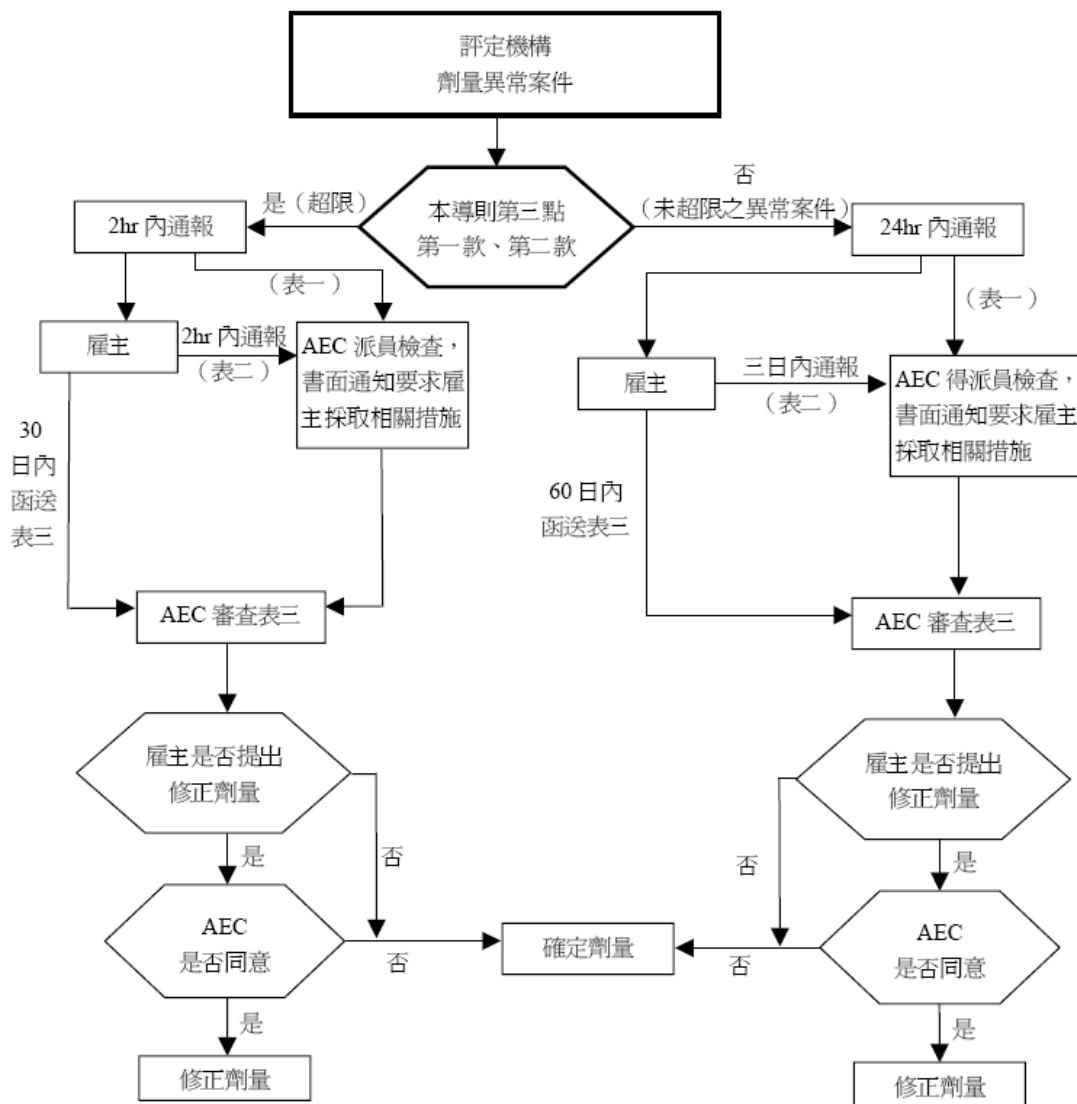 評定機構
劑量異常案件
本導則第三點
第一款、第二款
是（超限）
否
（未超限之異常案件）
2hr 內通報
24hr 內通報
（表一）
（表一）
雇主
2hr 內通報
（表二）
AEC 派員檢查，
書面通知要求雇
主採取相關措施
雇主
三日內通報
（表二）
AEC 得派員檢查，
書面通知要求雇主
採取相關措施
30
日內
函送
表三
60 日內
函送表三
AEC 審查表三
AEC 審查表三
雇主是否提出
修正劑量
雇主是否提出
修正劑量
是
否
否
是
AEC
是否同意
否
確定劑量
否
AEC
是否同意
是
是
修正劑量
修正劑量